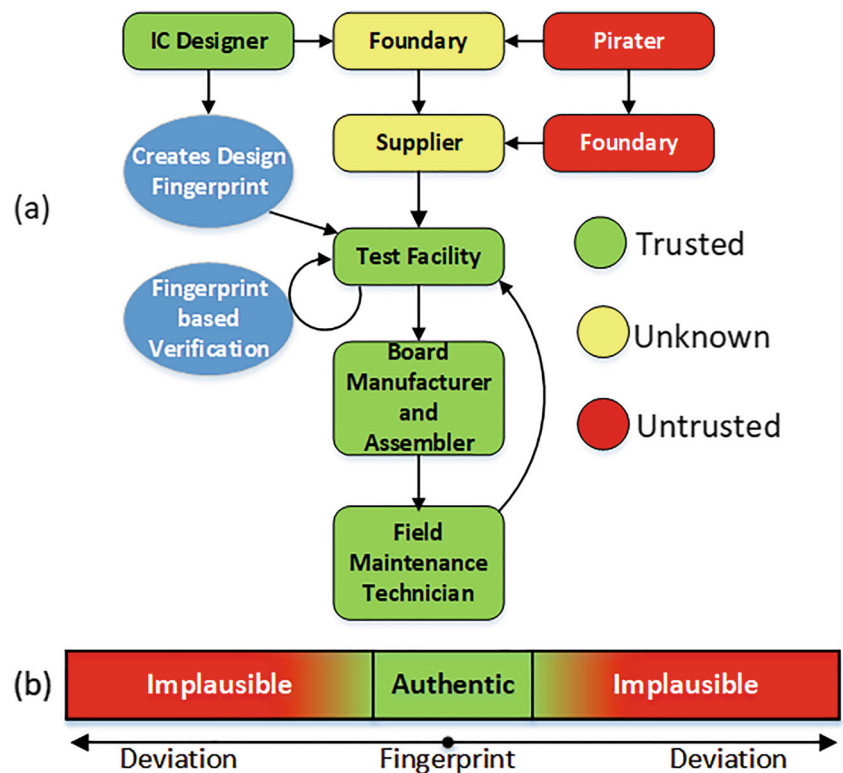 IC Designer
Foundary
Pirater
Creates Design
Fingerprint
Supplier
Foundary
(a)
Test Facility
Trusted
Fingerprint
based
Verification
Unknown
Board
Manufacturer
and
Assembler
Untrusted
Field
Maintenance
Technician
(b)
Implausible
Authentic
Implausible
Deviation
Fingerprint
Deviation